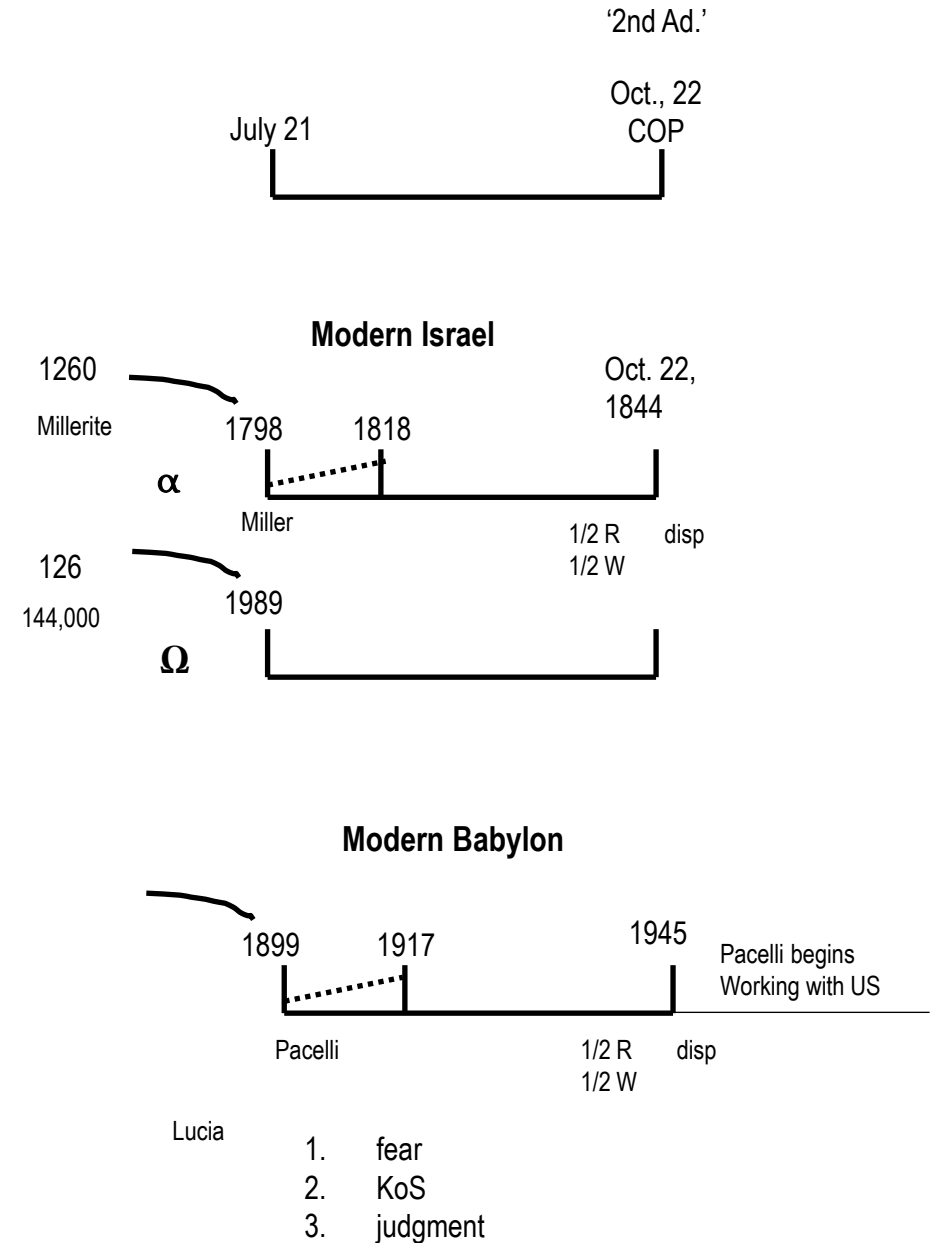 ‘2nd Ad.’
Oct., 22
July 21
COP
Modern Israel
1260
Oct. 22,
1844
Millerite
1798
1818
α
Miller
1/2 R
disp
1/2 W
126
144,000
1989
Ω
Modern Babylon
1899
1917
1945
Pacelli begins
Working with US
Pacelli
1/2 R
disp
1/2 W
Lucia
1. fear
2. KoS
3. judgment